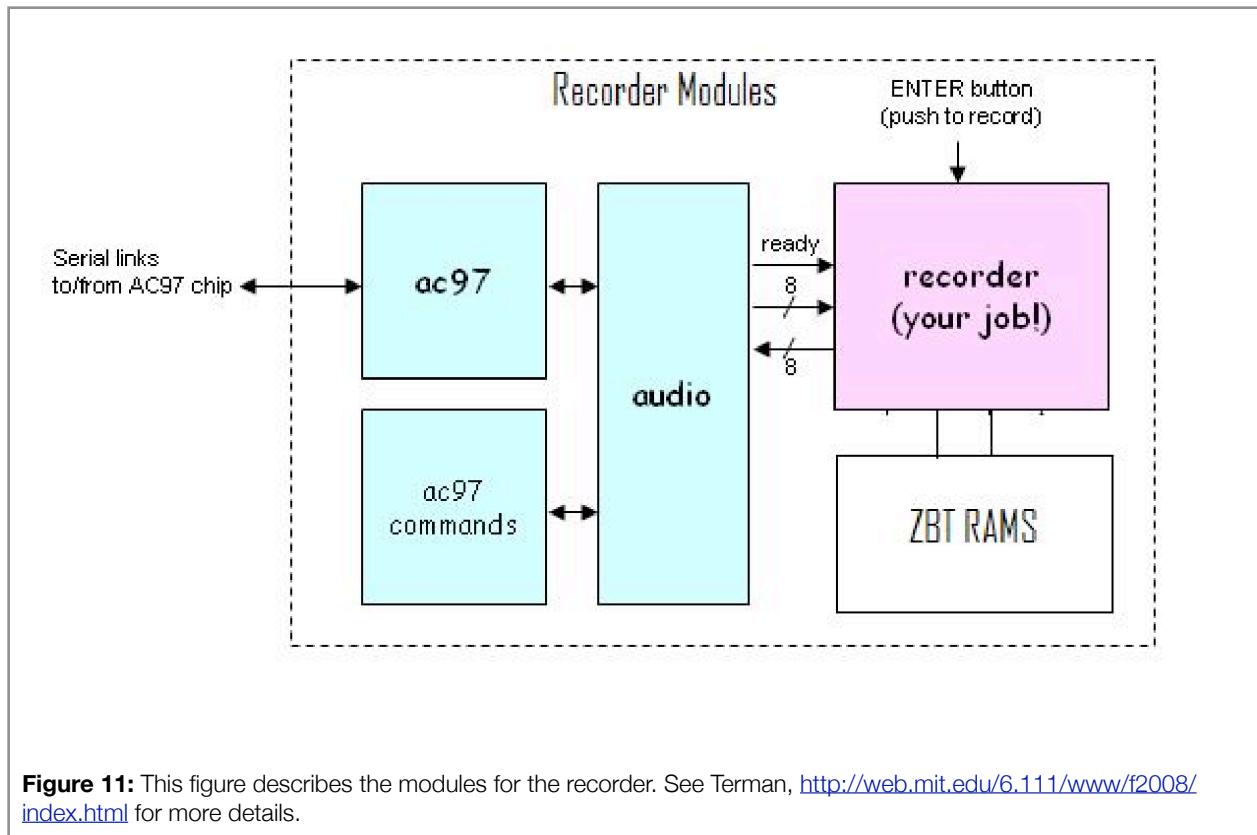 Recorder Modules
ENTER button
(push to record)
Serial links
to/from AC97 chip
ac97
audio
ready
8
8
recorder
(your job!)
ac97
commands
ZBT RAMS
Figure 11: This figure describes the modules for the recorder. See Terman, http://web.mit.edu/6.111/www/f2008/
index.html for more details.